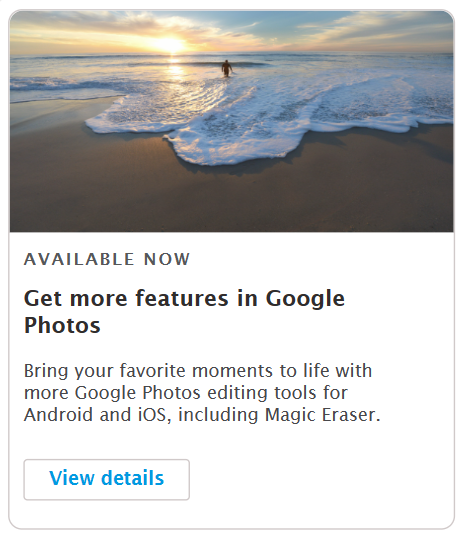 AVAILABLE NOW
Get more features in Google
Photos
Bring your favorite moments to life with
more Google Photos editing tools for
Android and iOS, including Magic Eraser.
View details